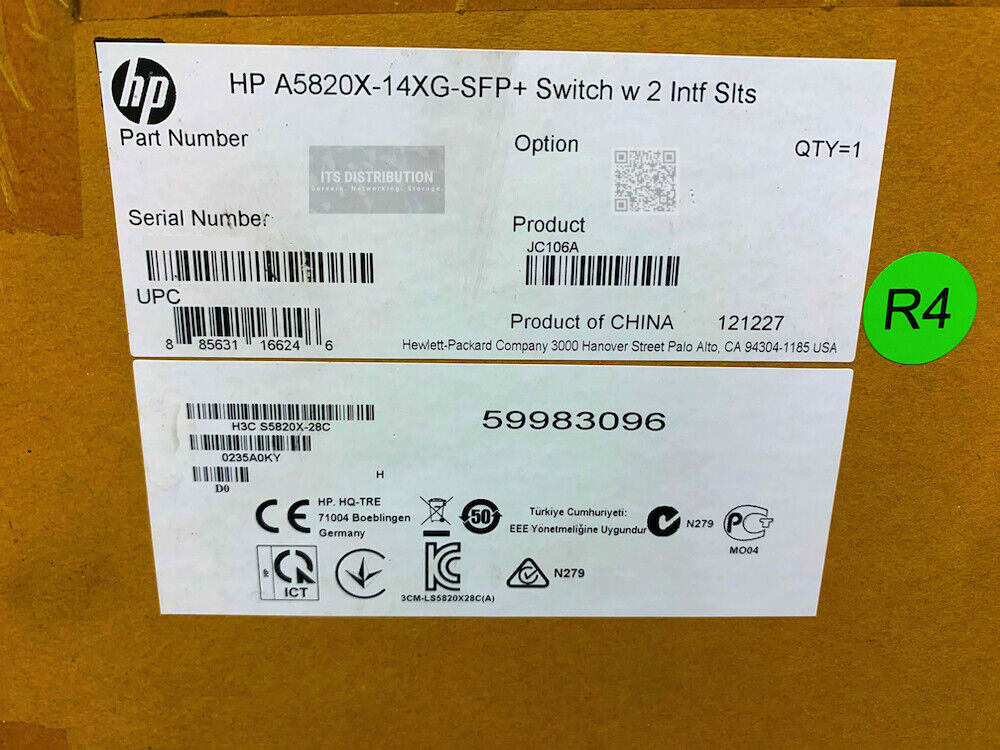 hp
HP A5820X-14XG-SFP+ Switch w 2 Intf Slts
Part Number
Option
QTY=1
ITS DISTRIBUTION
Servers. Networking. Storage.
Serial Number
Product
JC106A
UPC
8 85631 16624 6
Product of CHINA 121227
Hewlett-Packard Company 3000 Hanover Street Palo Alto, CA 94304-1185 USA
R4
H3C S5820X-28C
59983096
0235A0KY
D0
H
CE
HP. HQ-TRE
71004 Boeblingen
Germany
50
Türkiye Cumhuriyeti:
EEE Yönetmeliğine Uygundur
N279
PCT
MO04
HP
ICT
KC
3CM-LS5820X28C(A)
N279